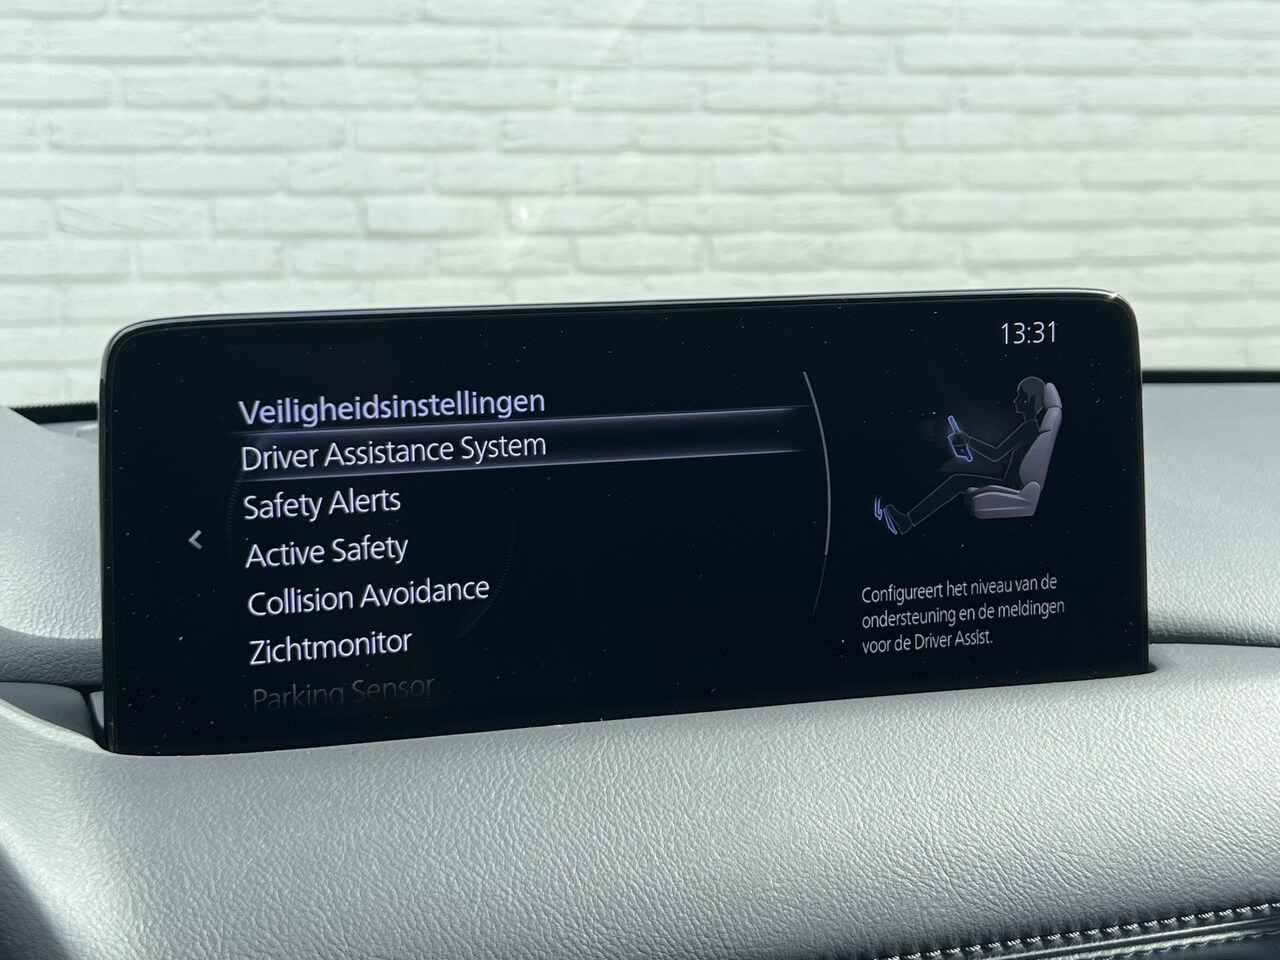 13:31
Veiligheidsinstellingen
Driver Assistance System
Safety Alerts
Active Safety
Collision Avoidance
Zichtmonitor
Parking Sensor
Configureert het niveau van de
ondersteuning en de meldingen
voor de Driver Assist.